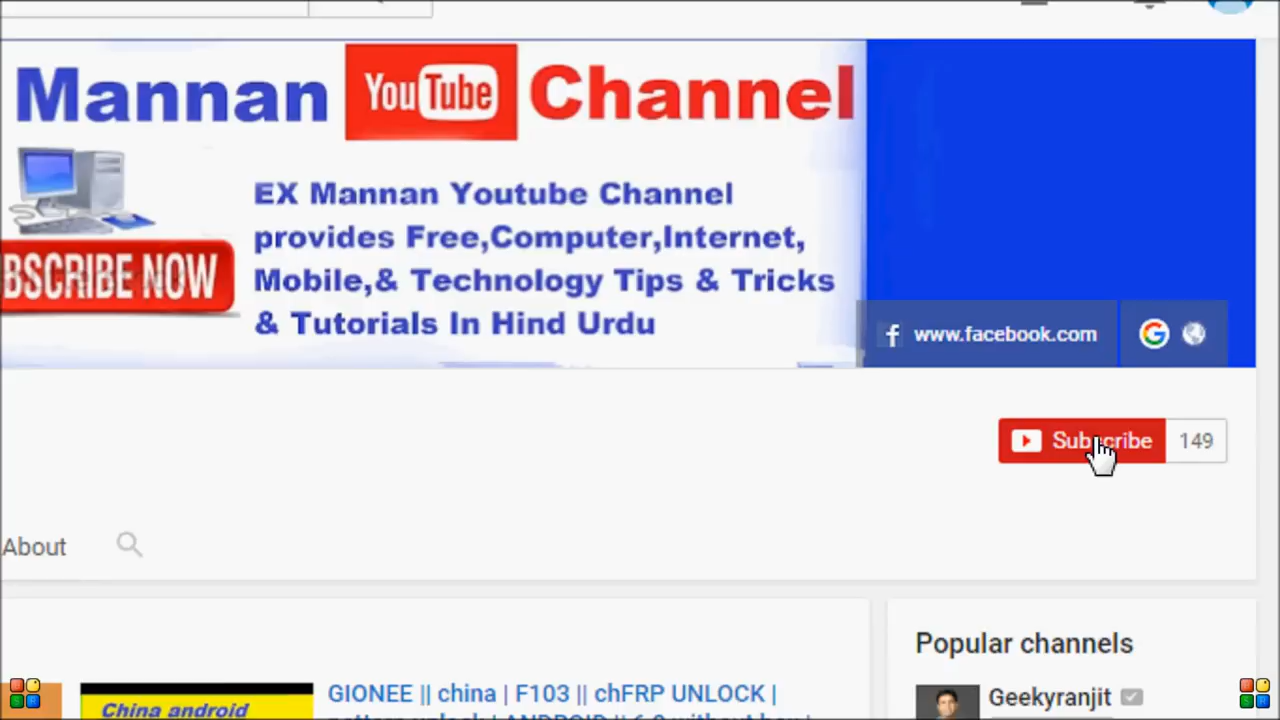 Mannan YouTube Channel
EX Mannan Youtube Channel
provides Free,Computer,Internet,
Mobile,& Technology Tips & Tricks
& Tutorials In Hind Urdu
BSCRIBE NOW
www.facebook.com
Subscribe 149
About
Popular channels
Geekyranjit
China android
GIONEE || china | F103 || chFRP UNLOCK |